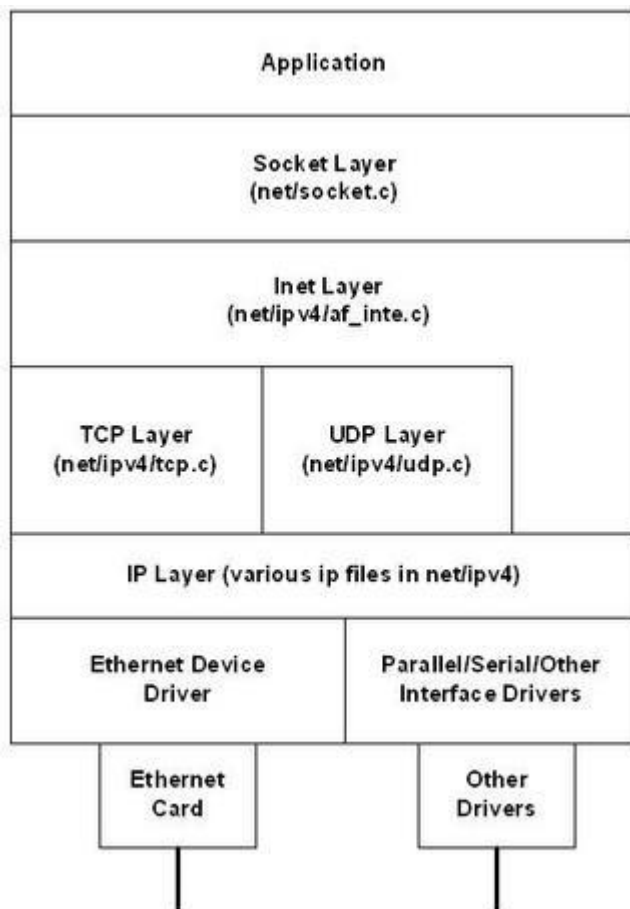 Application
Socket Layer
(net/socket.c)
Inet Layer
(net/ipv4/af_inte.c)
TCP Layer
(net/ipv4/tcp.c)
UDP Layer
(net/ipv4/udp.c)
IP Layer (various ip files in net/ipv4)
Ethernet Device
Driver
Parallel/Serial/Other
Interface Drivers
Ethernet
Card
Other
Drivers